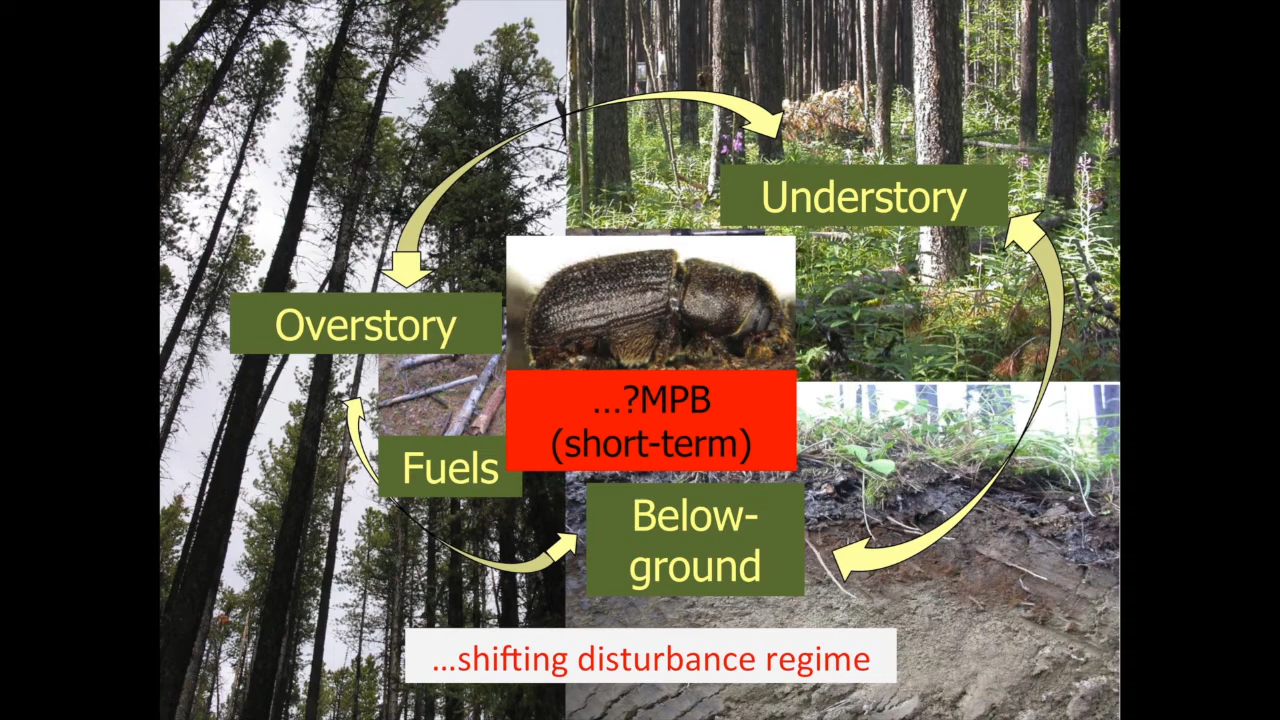 Understory
Overstory
...?MPB
(short-term)
Fuels
Below-
ground
...shifting disturbance regime